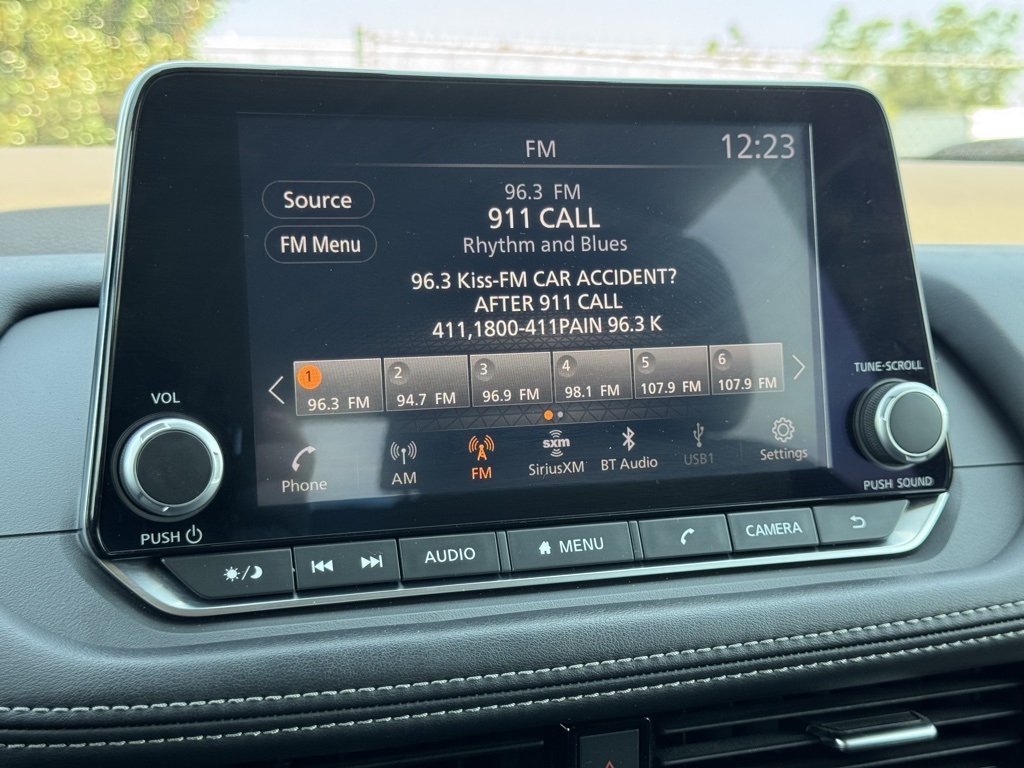 FM
12:23
Source
FM Menu
96.3 FM
911 CALL
Rhythm and Blues
96.3 Kiss-FM CAR ACCIDENT?
AFTER 911 CALL
411,1800-411PAIN 96.3 K
1
96.3 FM
2
94.7 FM
3
96.9 FM
4
98.1 FM
5
107.9 FM
6
107.9 FM
Phone
AM
FM
sxm
SiriusXM
BT Audio
USB1
Settings
VOL
PUSH
TUNE-SCROLL
PUSH SOUND
AUDIO
MENU
CAMERA